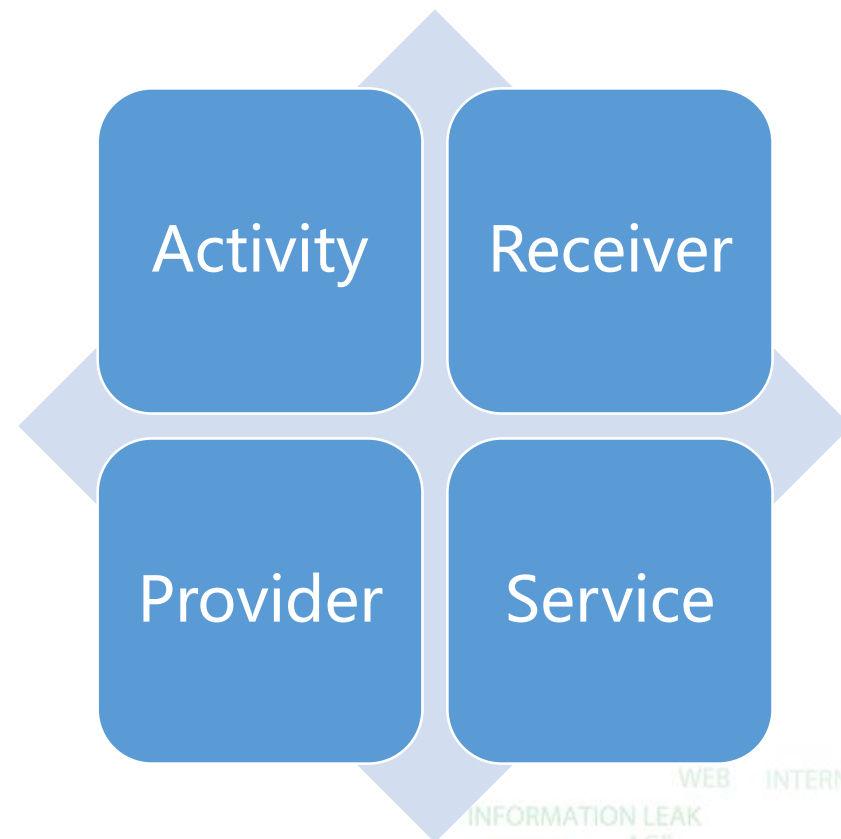 Activity
Receiver
Provider
Service
WEB
INFORMATION LEAK